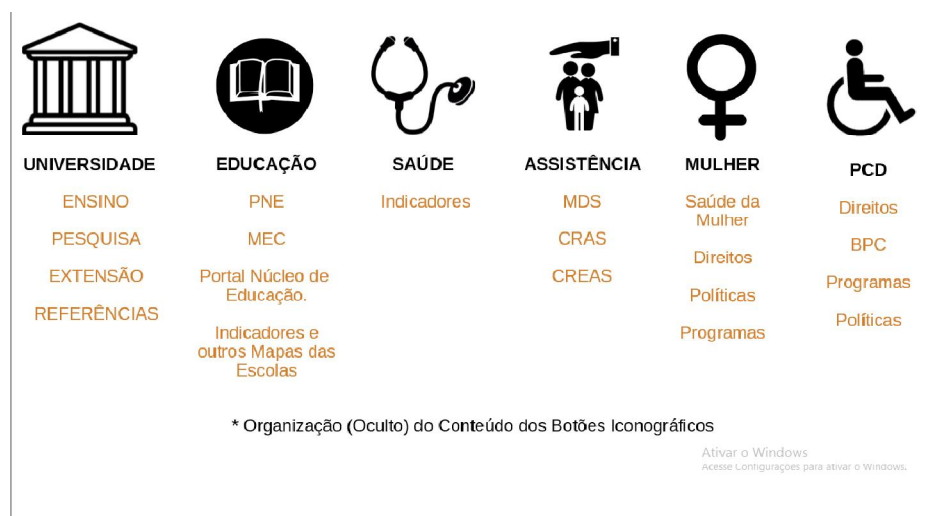 UNIVERSIDADE
ENSINO
PESQUISA
EXTENSÃO
REFERÊNCIAS
EDUCAÇÃO
PNE
MEC
Portal Núcleo de
Educação.
Indicadores e
outros Mapas das
Escolas
SAÚDE
Indicadores
ASSISTÊNCIA
MDS
CRAS
CREAS
MULHER
Saúde da
Mulher
Direitos
Políticas
Programas
PCD
Direitos
BPC
Programas
Políticas
* Organização (Oculto) do Conteúdo dos Botões Iconográficos
Ativar o Windows
Acesse Configurações para ativar o Windows.